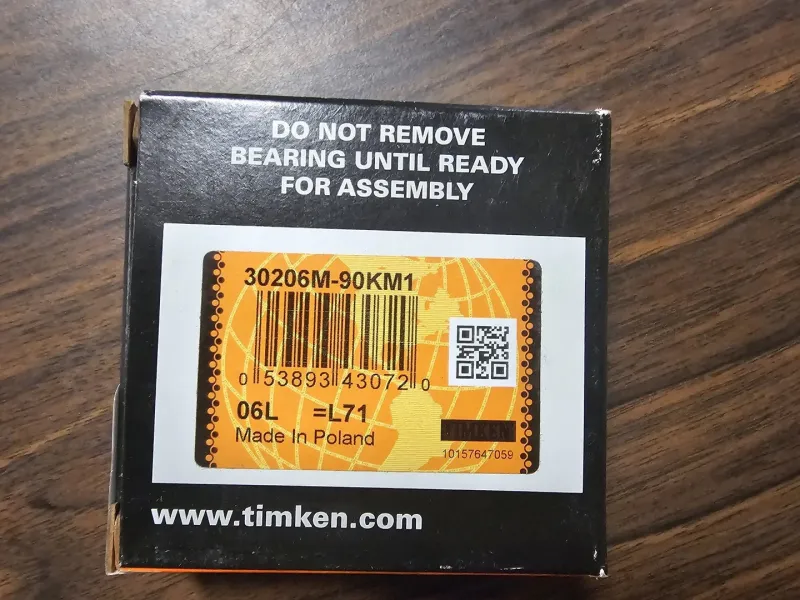 DO NOT REMOVE
BEARING UNTIL READY
FOR ASSEMBLY
30206M-90KM1
0 53893 43072 0
06L =L71
Made In Poland
TIMKEN
10157647059
www.timken.com